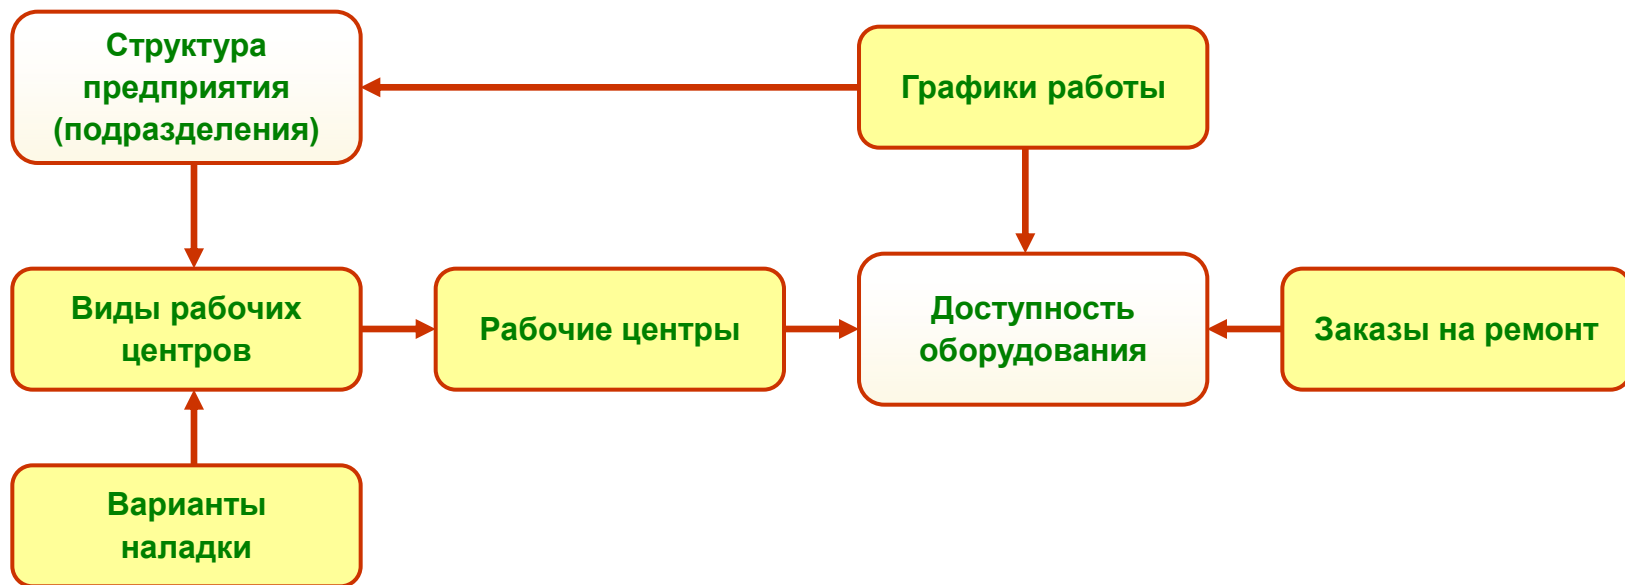 Структура
предприятия
(подразделения)
Графики работы
Виды рабочих
центров
Рабочие центры
Доступность
оборудования
Заказы на ремонт
Варианты
наладки